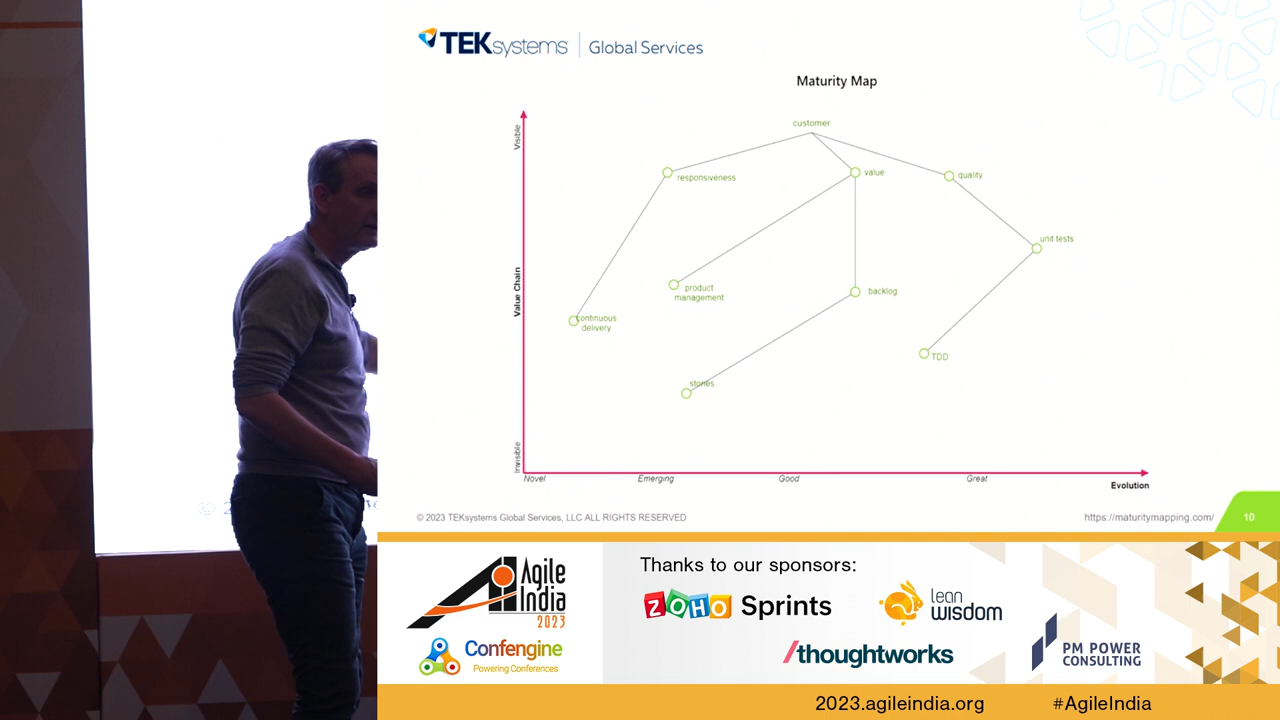 TEKsystems | Global Services
Maturity Map
Visible
customer
responsiveness
value
quality
unit tests
Value Chain
product
management
backlog
continuous
delivery
TDD
stories
Invisible
Novel
Emerging
Good
Great
Evolution
© 2023 TEKsystems Global Services, LLC ALL RIGHTS RESERVED
https://maturitymapping.com/
10
Agile
India
2023
Confengine
Powering Conferences
Thanks to our sponsors:
ZOHO Sprints
lean
wisdom
/thoughtworks
PM POWER
CONSULTING
2023.agileindia.org
#AgileIndia